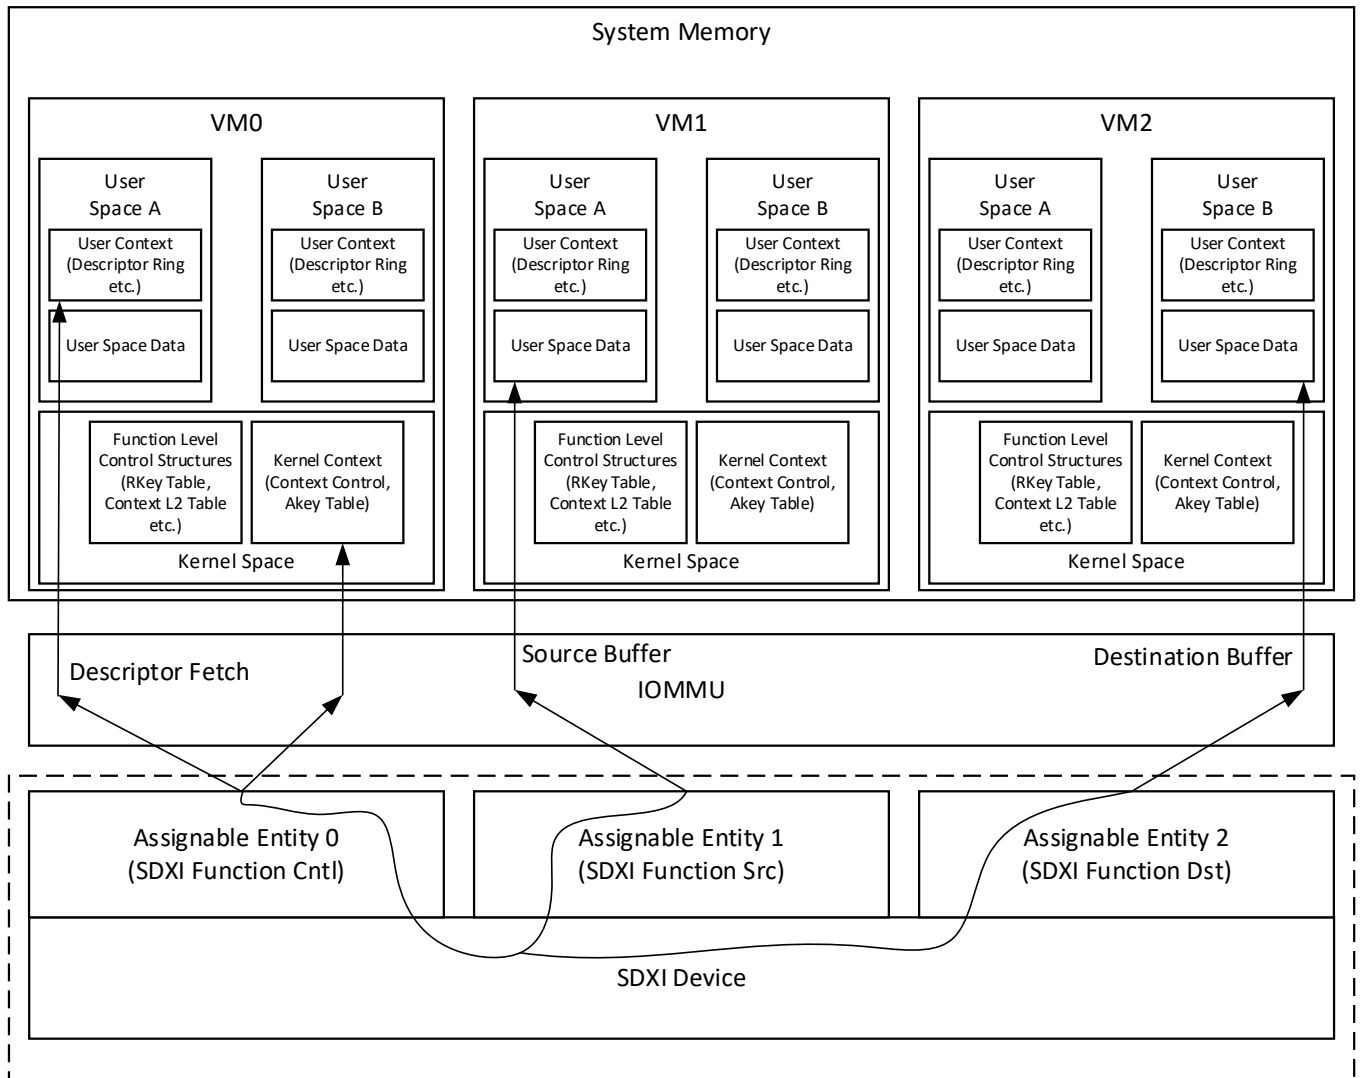 System Memory
VM0
User
Space A
User Context
(Descriptor Ring
etc.)
User Space Data
User
Space B
User Context
(Descriptor Ring
etc.)
User Space Data
Function Level
Control Structures
(RKey Table,
Context L2 Table
etc.)
Kernel Context
(Context Control,
Akey Table)
Kernel Space
VM1
User
Space A
User Context
(Descriptor Ring
etc.)
User Space Data
User
Space B
User Context
(Descriptor Ring
etc.)
User Space Data
Function Level
Control Structures
(RKey Table,
Context L2 Table
etc.)
Kernel Context
(Context Control,
Akey Table)
Kernel Space
VM2
User
Space A
User Context
(Descriptor Ring
etc.)
User Space Data
User
Space B
User Context
(Descriptor Ring
etc.)
User Space Data
Function Level
Control Structures
(RKey Table,
Context L2 Table
etc.)
Kernel Context
(Context Control,
Akey Table)
Kernel Space
Descriptor Fetch
Source Buffer
IOMMU
Destination Buffer
Assignable Entity 0
(SDXI Function Cntl)
Assignable Entity 1
(SDXI Function Src)
Assignable Entity 2
(SDXI Function Dst)
SDXI Device